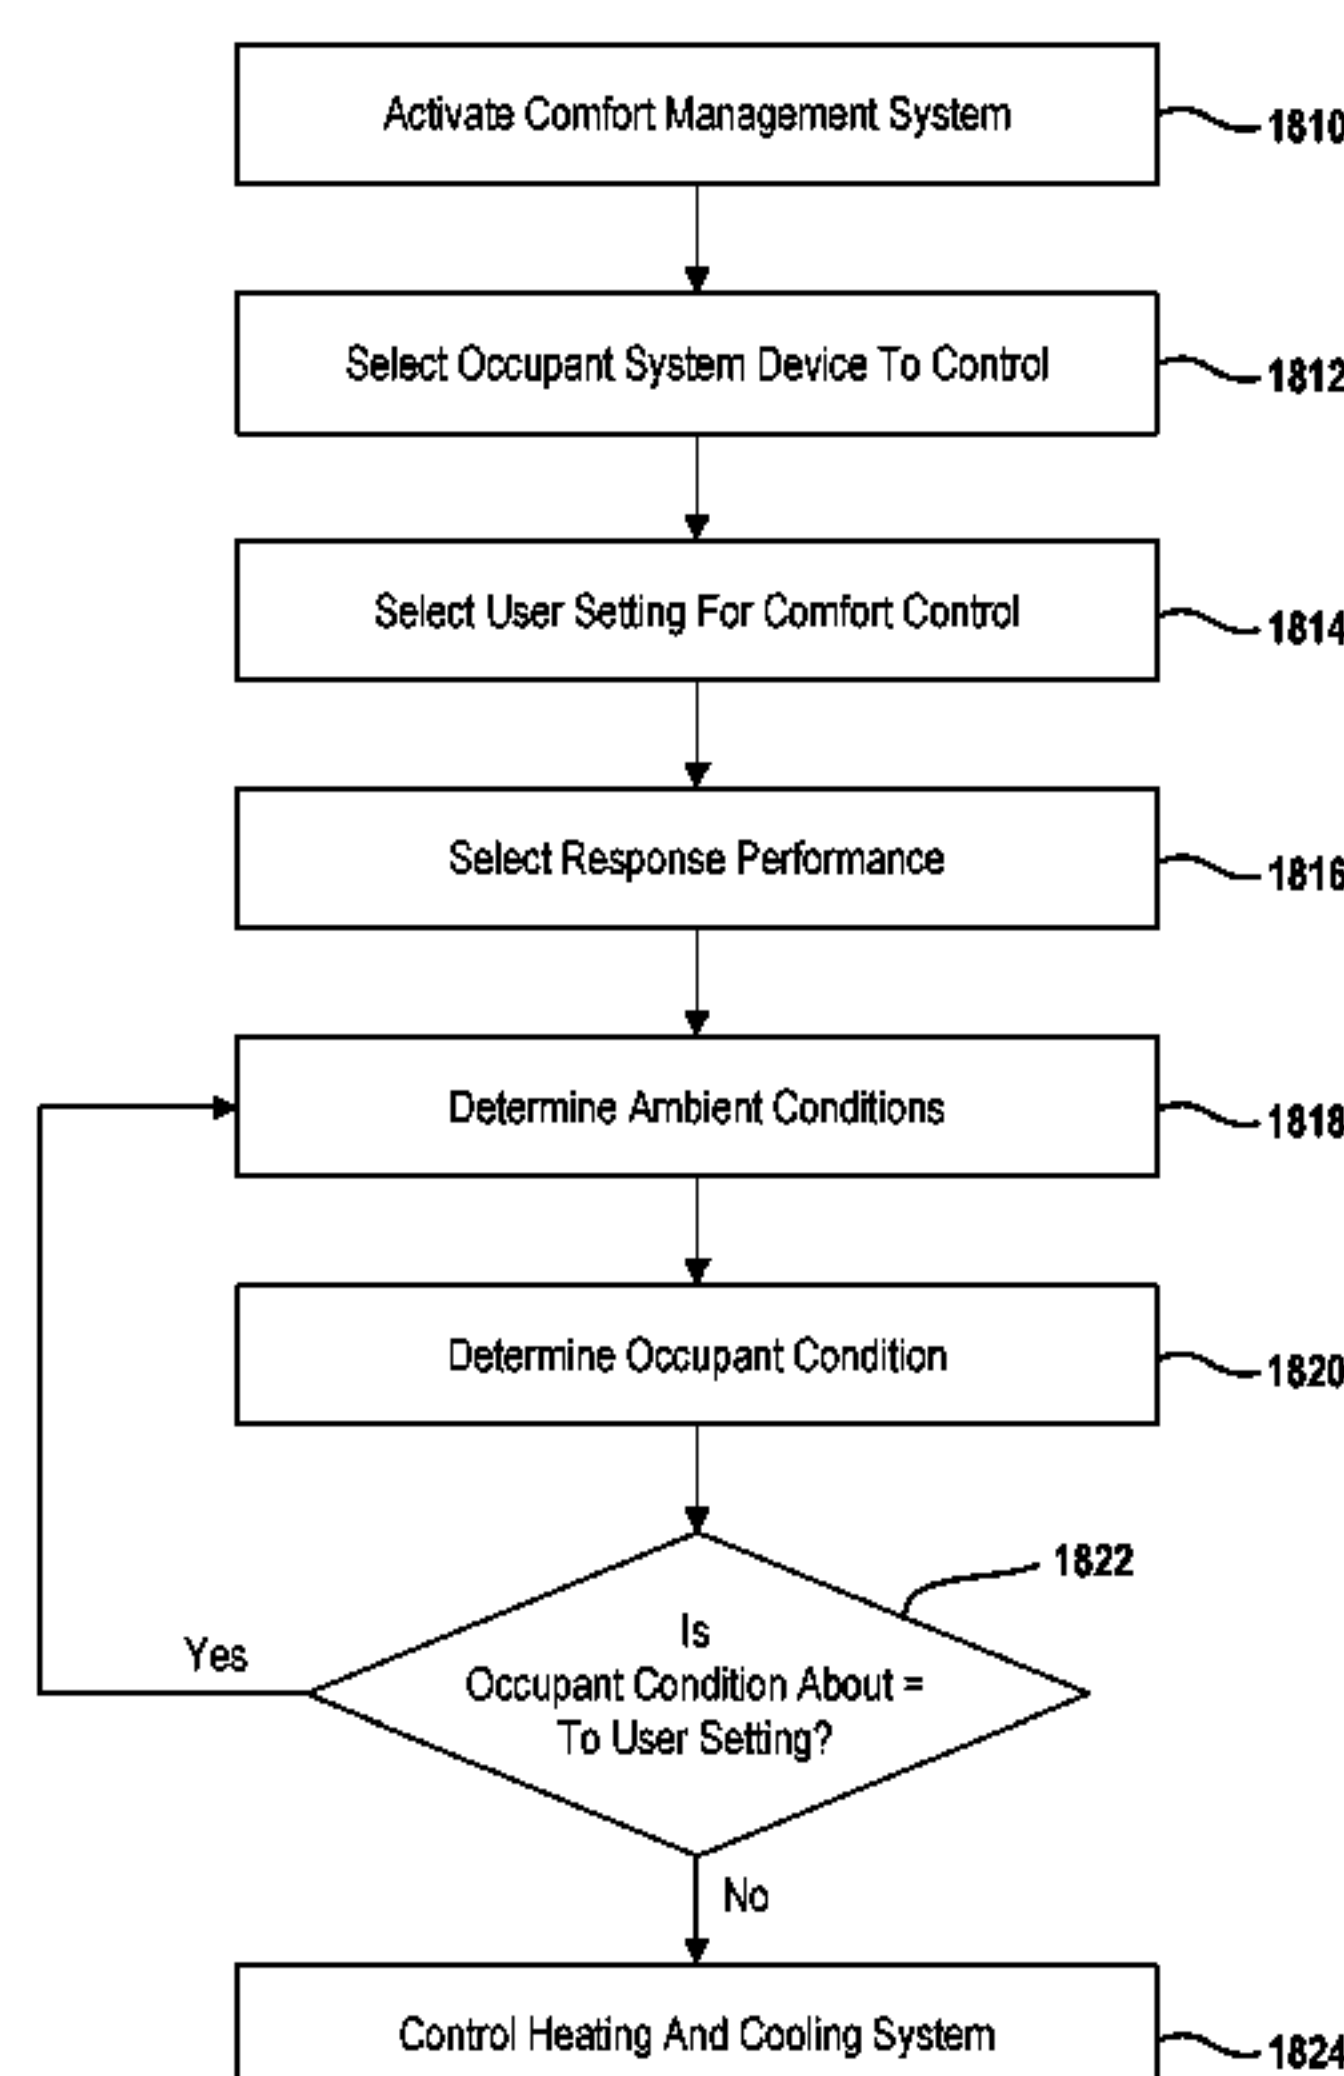 Activate Comfort Management System
1810
Select Occupant System Device To Control
1812
Select User Setting For Comfort Control
1814
Select Response Performance
1816
Determine Ambient Conditions
1818
Determine Occupant Condition
1820
1822
Is
Occupant Condition About =
To User Setting?
Yes
No
Control Heating And Cooling System
1824